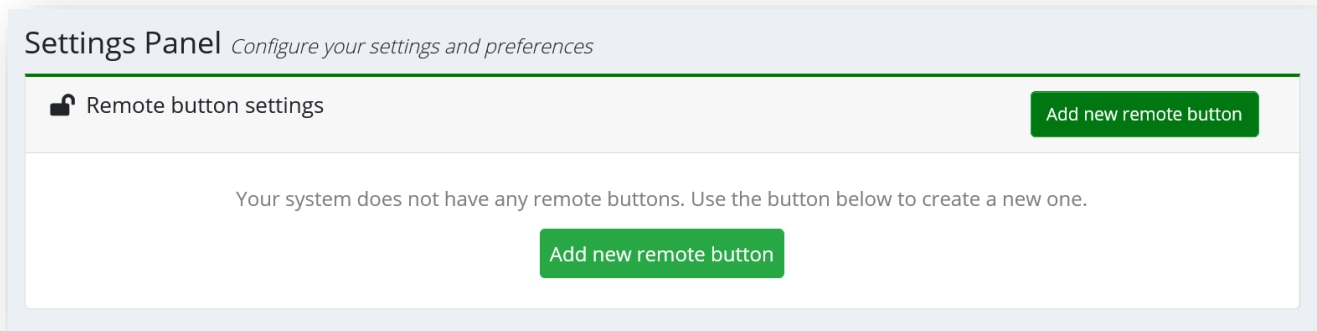 Settings Panel Configure your settings and preferences
Remote button settings
Add new remote button
Your system does not have any remote buttons. Use the button below to create a new one.
Add new remote button